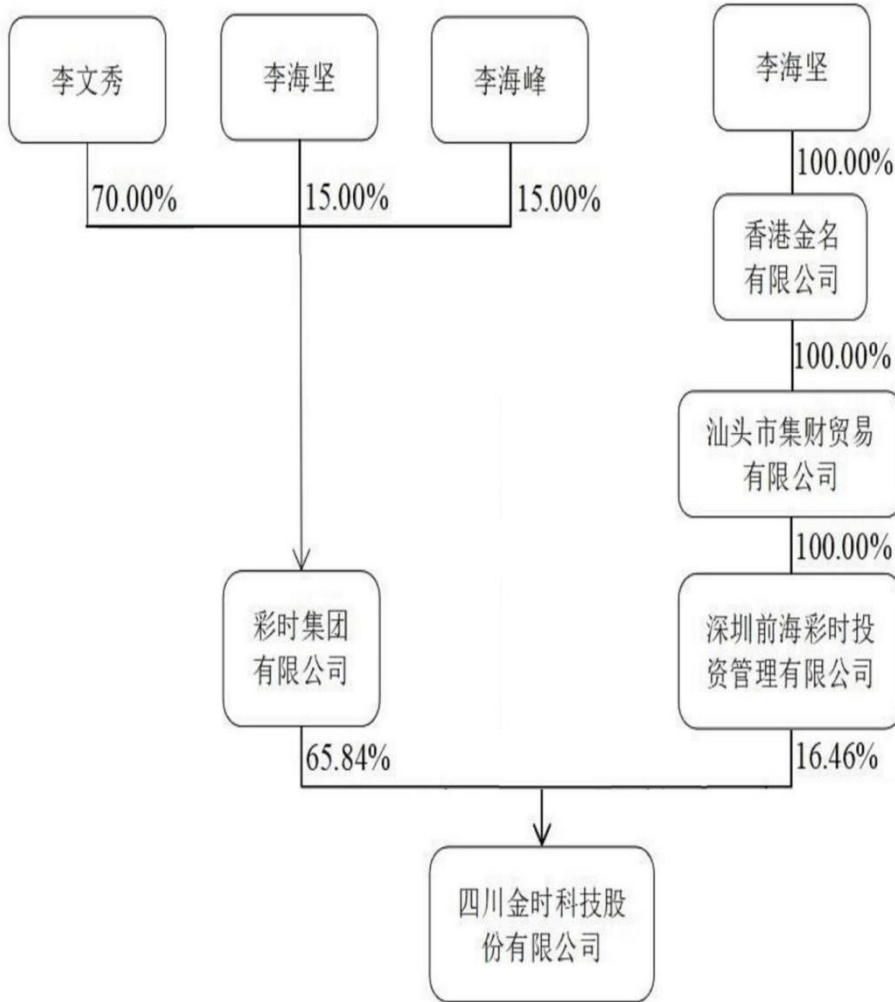 李文秀
李海坚
李海峰
李海坚
70.00%
15.00%
15.00%
100.00%
香港金名
有限公司
100.00%
汕头市集财贸易
有限公司
100.00%
彩时集团
有限公司
深圳前海彩时投
资管理有限公司
65.84%
16.46%
四川金时科技股
份有限公司